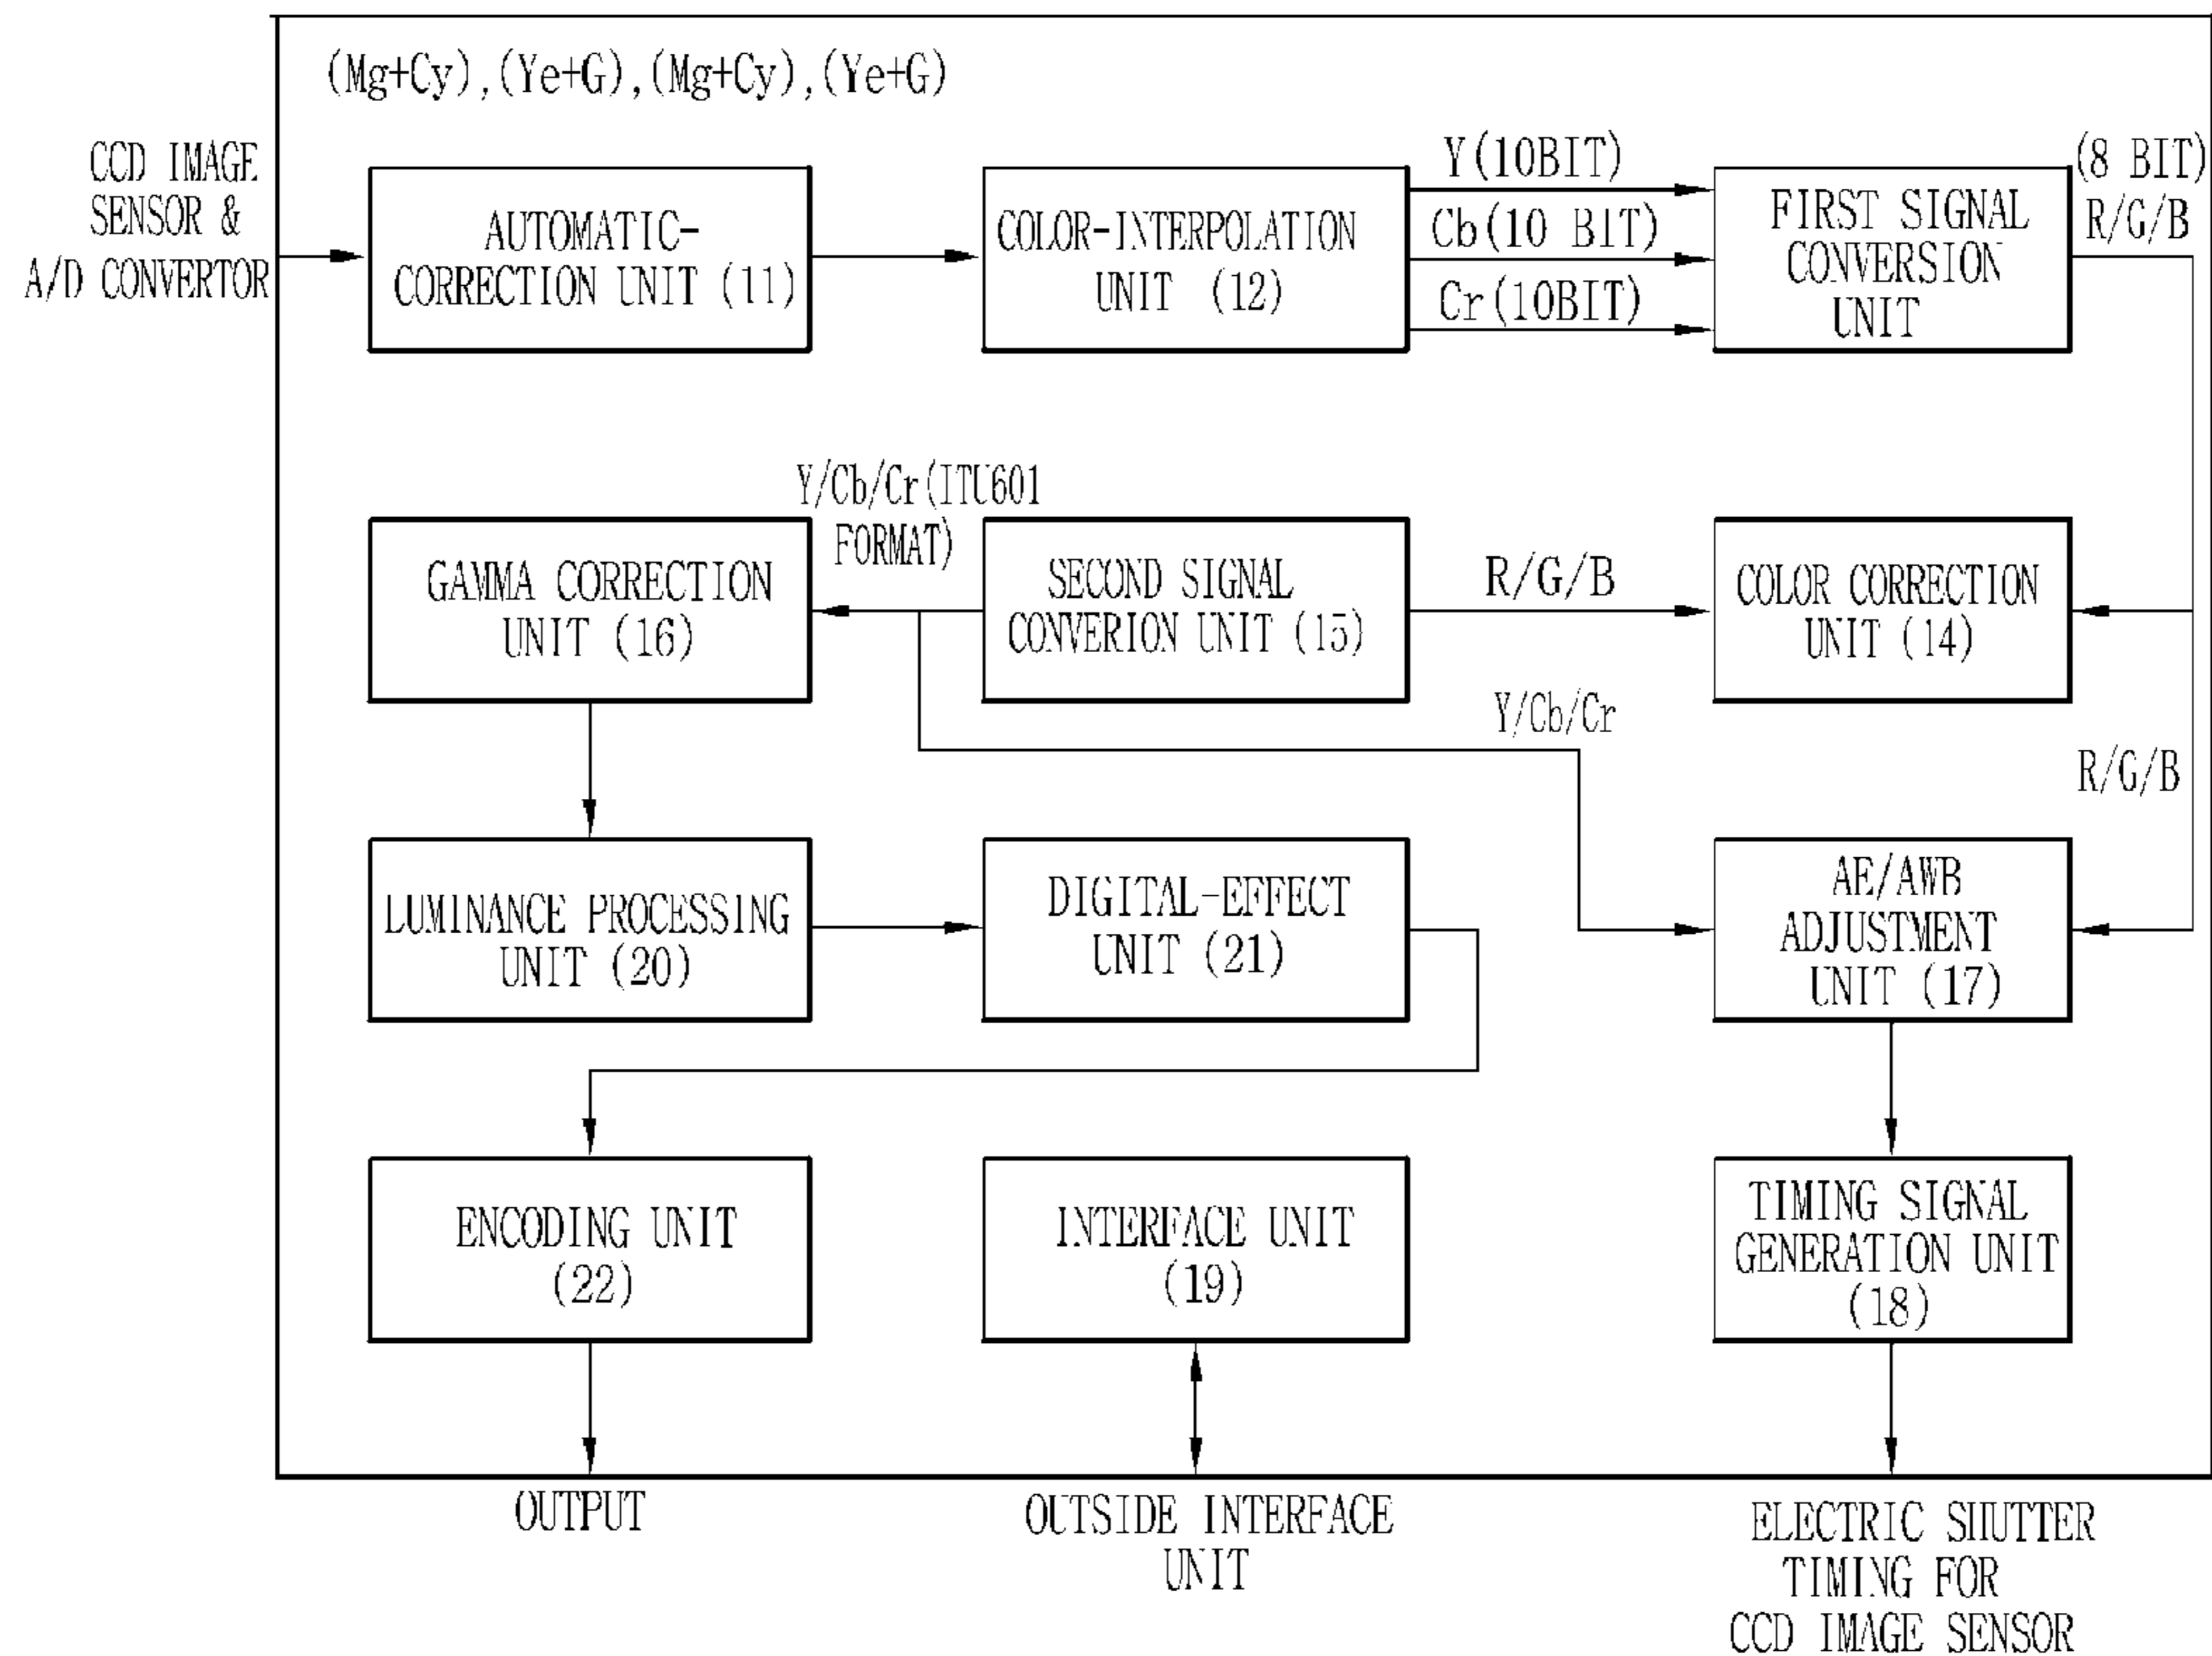 (Mg+Cy),(Ye+G),(Mg+Cy),(Ye+G)
CCD IMAGE
SENSOR &
A/D CONVERTOR
AUTOMATIC-
CORRECTION UNIT (11)
COLOR-INTERPOLATION
UNIT (12)
Y(10BIT)
Cb(10 BIT)
Cr(10BIT)
FIRST SIGNAL
CONVERSION
UNIT
(8 BIT)
R/G/B
GAMMA CORRECTION
UNIT (16)
Y/Cb/Cr(ITU601
FORMAT)
SECOND SIGNAL
CONVERION UNIT (15)
R/G/B
COLOR CORRECTION
UNIT (14)
Y/Cb/Cr
R/G/B
LUMINANCE PROCESSING
UNIT (20)
DIGITAL-EFFECT
UNIT (21)
AE/AWB
ADJUSTMENT
UNIT (17)
ENCODING UNIT
(22)
INTERFACE UNIT
(19)
TIMING SIGNAL
GENERATION UNIT
(18)
OUTPUT
OUTSIDE INTERFACE
UNIT
ELECTRIC SHUTTER
TIMING FOR
CCD IMAGE SENSOR